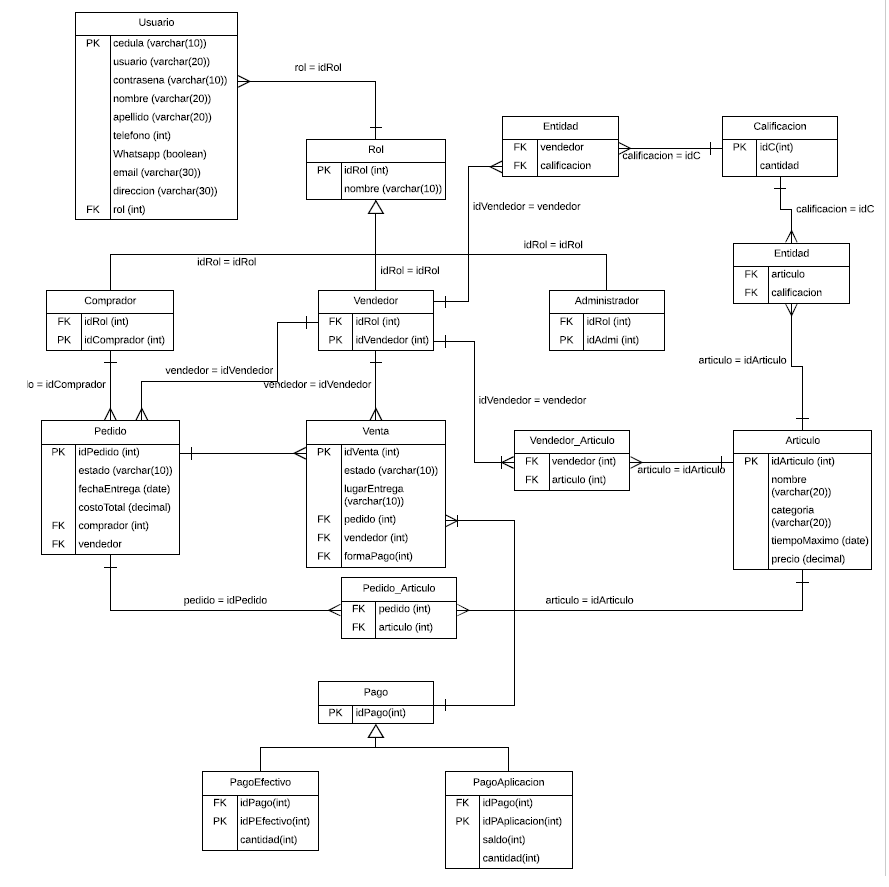 Usuario
PK cedula (varchar(10))
usuario (varchar(20))
contrasena (varchar(10))
nombre (varchar(20))
apellido (varchar(20))
telefono (int)
Whatsapp (boolean)
email (varchar(30))
direccion (varchar(30))
FK rol (int)
rol = idRol
Rol
PK idRol (int)
nombre (varchar(10))
Entidad
FK vendedor
FK calificacion
calificacion = idC
Calificacion
PK idC(int)
cantidad
idVendedor = vendedor
calificacion = idC
idRol = idRol
idRol = idRol
idRol = idRol
Entidad
FK articulo
FK calificacion
Comprador
FK idRol (int)
PK idComprador (int)
Vendedor
FK idRol (int)
PK idVendedor (int)
Administrador
FK idRol (int)
PK idAdmi (int)
articulo = idArticulo
vendedor = idVendedor
o = idComprador
vendedor = idVendedor
idVendedor = vendedor
Pedido
PK idPedido (int)
estado (varchar(10))
fechaEntrega (date)
costoTotal (decimal)
FK comprador (int)
FK vendedor
Venta
PK idVenta (int)
estado (varchar(10))
lugarEntrega
(varchar(10))
FK pedido (int)
FK vendedor (int)
FK formaPago(int)
Vendedor_Articulo
FK vendedor (int)
FK articulo (int)
articulo = idArticulo
Articulo
PK idArticulo (int)
nombre
(varchar(20))
categoria
(varchar(20))
tiempoMaximo (date)
precio (decimal)
Pedido_Articulo
FK pedido (int)
FK articulo (int)
pedido = idPedido
articulo = idArticulo
Pago
PK idPago(int)
PagoEfectivo
FK idPago(int)
PK idPEfectivo(int)
cantidad(int)
PagoAplicacion
FK idPago(int)
PK idPAplicacion(int)
saldo(int)
cantidad(int)